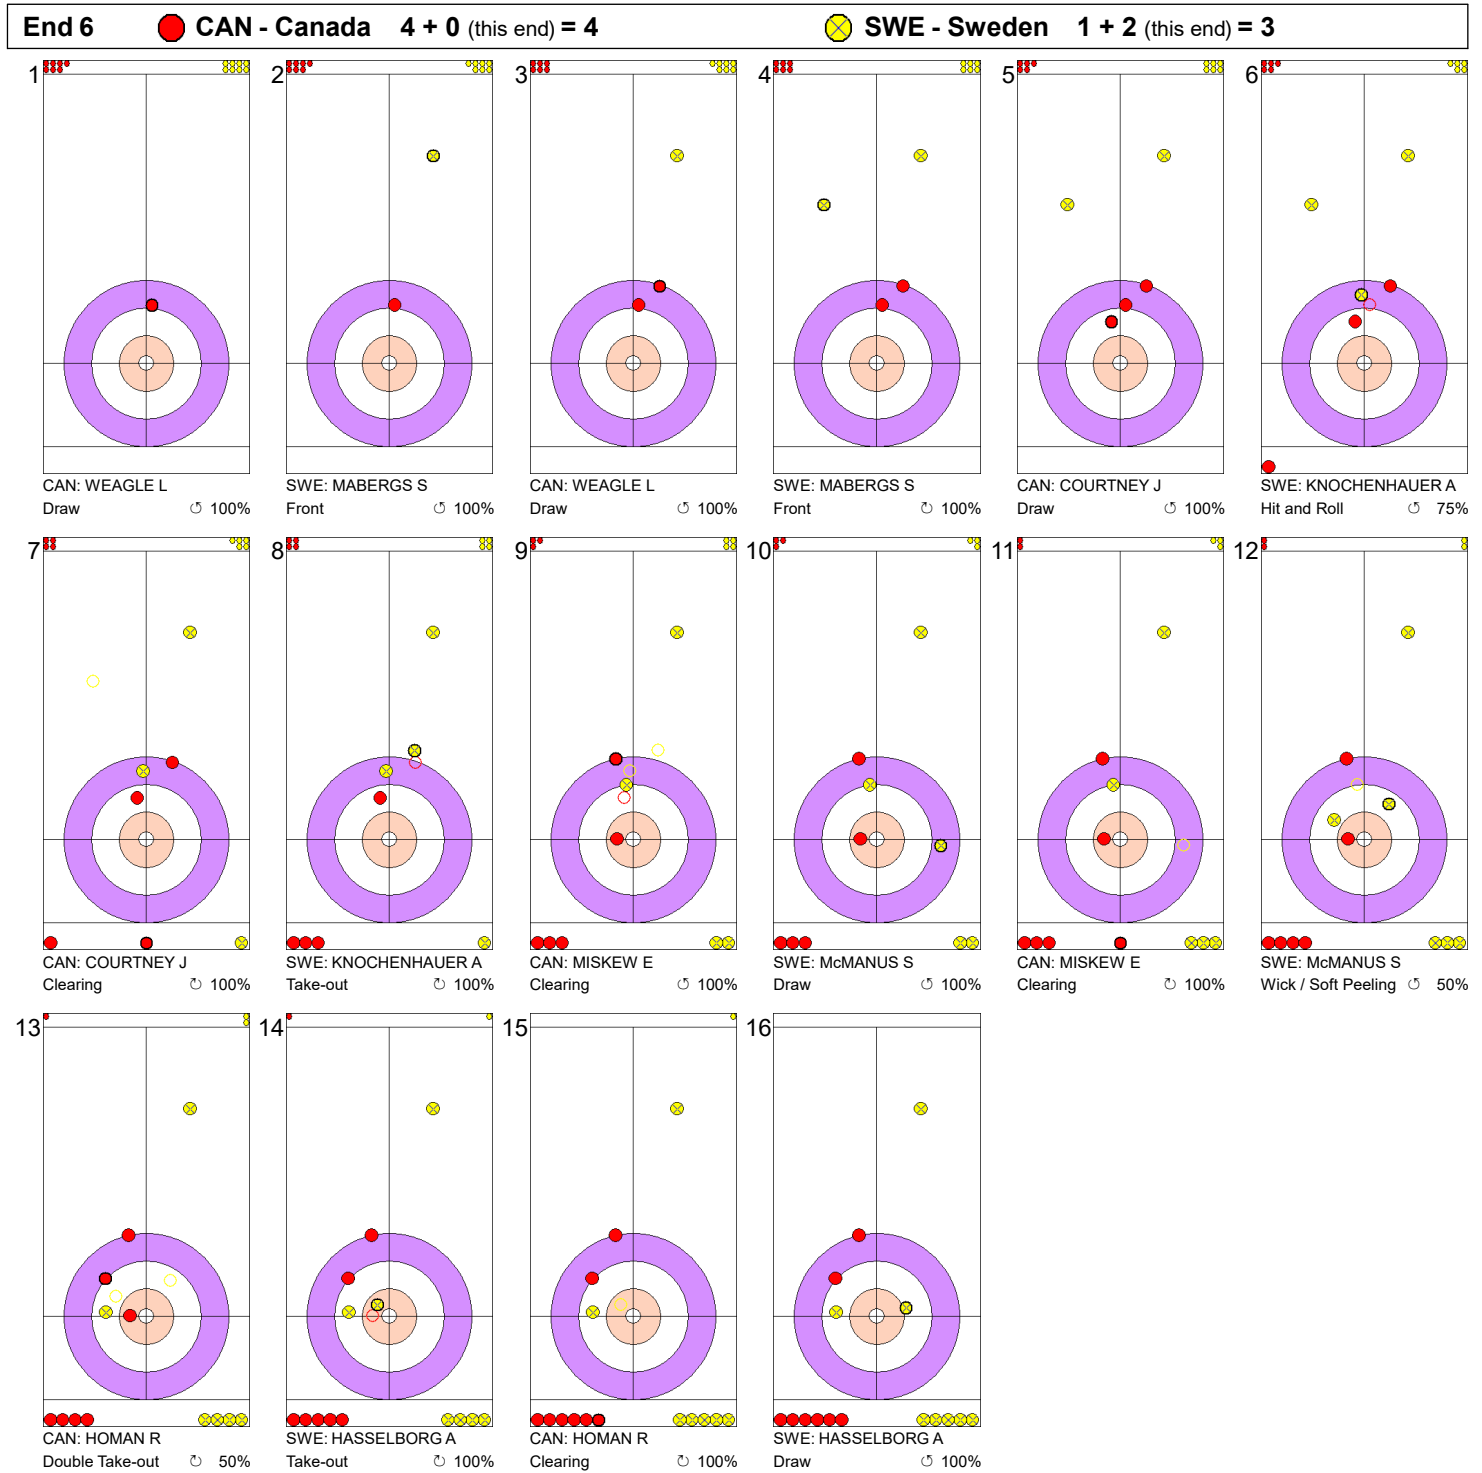 End 6 CAN - Canada 4 + 0 (this end) = 4 SWE - Sweden 1 + 2 (this end) = 3
1 2 3 4 5 6
CAN: WEAGLE L SWE: MABERGS S CAN: WEAGLE L SWE: MABERGS S CAN: COURTNEY J SWE: KNOCHENHAUER A
Draw ↺ 100% Front ↺ 100% Draw ↺ 100% Front ↻ 100% Draw ↺ 100% Hit and Roll ↺ 75%
7 8 9 10 11 12
CAN: COURTNEY J SWE: KNOCHENHAUER A CAN: MISKEW E SWE: McMANUS S CAN: MISKEW E SWE: McMANUS S
Clearing ↻ 100% Take-out ↻ 100% Clearing ↺ 100% Draw ↺ 100% Clearing ↻ 100% Wick / Soft Peeling ↺ 50%
13 14 15 16
CAN: HOMAN R SWE: HASSELBORG A CAN: HOMAN R SWE: HASSELBORG A
Double Take-out ↻ 50% Take-out ↻ 100% Clearing ↻ 100% Draw ↻ 100%